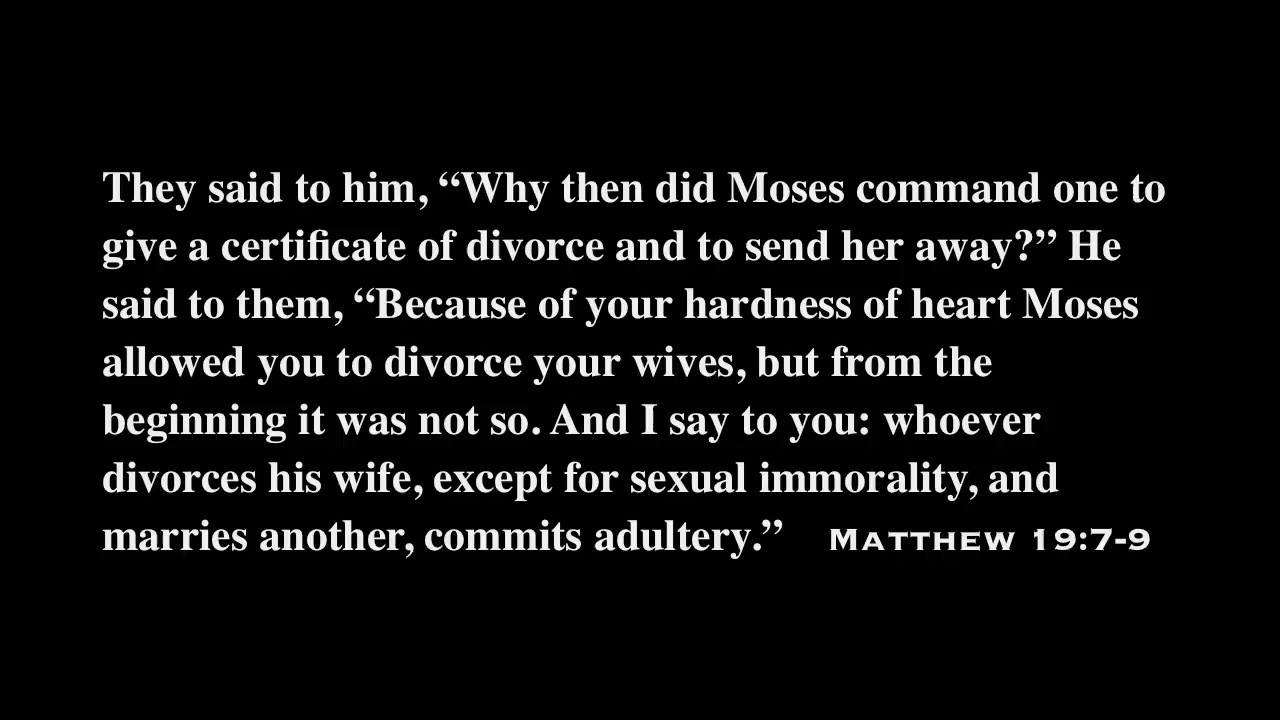 They said to him, “Why then did Moses command one to
give a certificate of divorce and to send her away?” He
said to them, “Because of your hardness of heart Moses
allowed you to divorce your wives, but from the
beginning it was not so. And I say to you: whoever
divorces his wife, except for sexual immorality, and
marries another, commits adultery.” Matthew 19:7-9